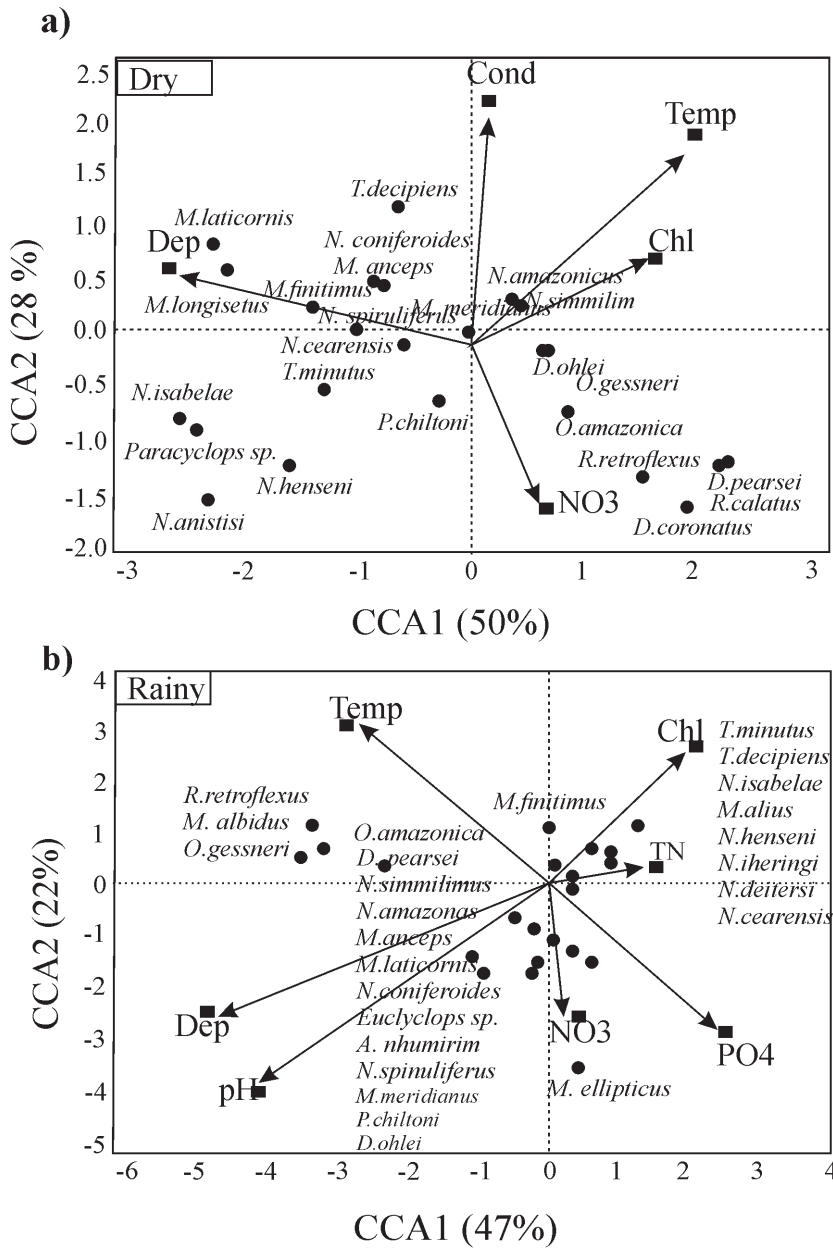 a)
Dry
Cond
Temp
T.decipiens
M.laticornis
Dep
N. coniferoides
Chl
M. anceps
N.amazonicus
M.finitimus
M.longisetus
N.simmilim
M. meridianus
N. spiruliferus
N.cearensis
D.ohlei
T.minutus
O.gessneri
N.isabelae
P.chiltoni
O.amazonica
Paracyclops sp.
R.retroflexus
N.henseni
D.pearsei
NO3
R.calatus
N.anistisi
D.coronatus
2.5
2.0
1.5
1.0
0.5
0.0
-0.5
-1.0
-1.5
-2.0
CCA2 (28 %)
-3 -2 -1 0 1 2 3
CCA1 (50%)
b)
Rainy
Temp
Chl
T.minutus
T.decipiens
N.isabelae
M.alius
N.henseni
N.iheringi
N.deitersi
N.cearensis
R.retroflexus
M. albidus
O.gessneri
M.finitimus
TN
O.amazonica
D. pearsei
N.simmilimus
N.amazonas
M.anceps
M.laticornis
N.coniferoides
Euclyclops sp.
A. nhumirim
N.spinuliferus
M.meridianus
P.chiltoni
D.ohlei
Dep
pH
NO3
PO4
M. ellipticus
4
3
2
1
0
-1
-2
-3
-4
-5
CCA2 (22%)
-6 -5 -4 -3 -2 -1 0 1 2 3 4
CCA1 (47%)